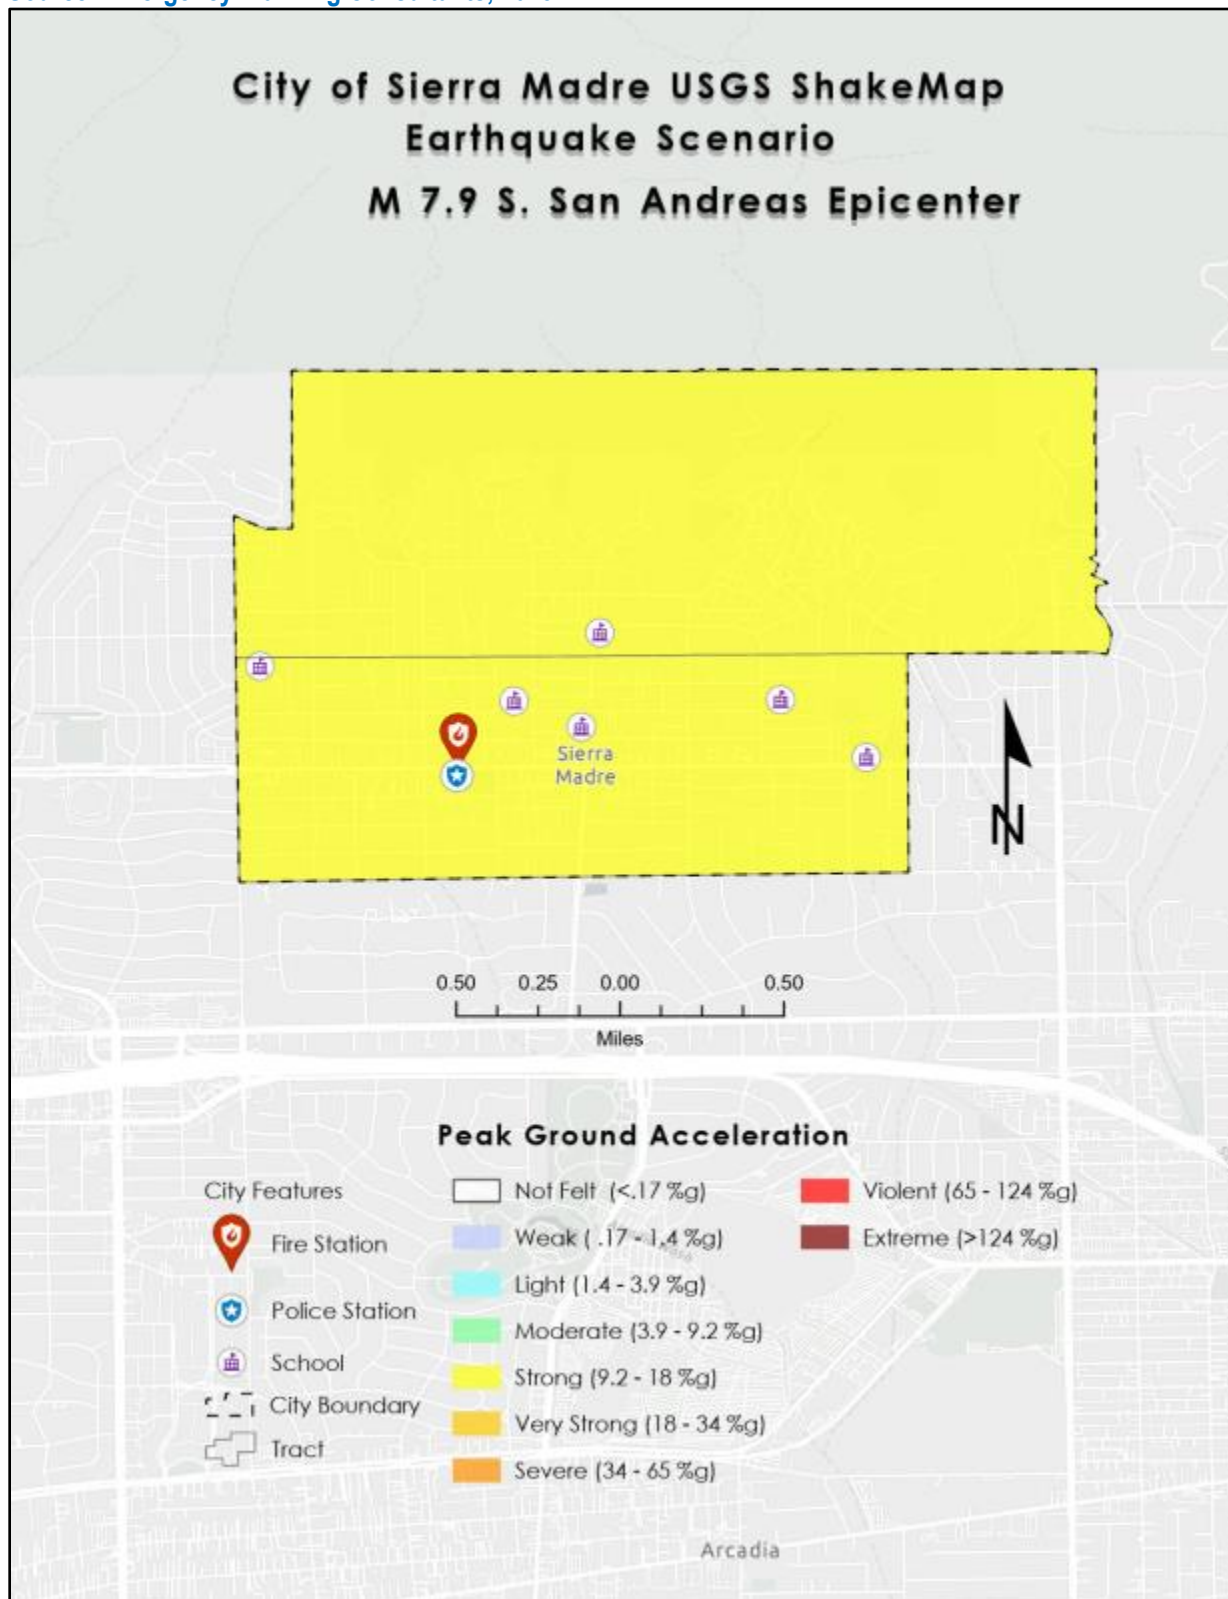 City of Sierra Madre USGS ShakeMap
Earthquake Scenario
M 7.9 S. San Andreas Epicenter
Sierra
Madre
N
0.50 0.25 0.00 0.50
Miles
Peak Ground Acceleration
City Features
Fire Station
Police Station
School
City Boundary
Tract
Not Felt (<.17 %g)
Weak ( .17 - 1.4 %g)
Light (1.4 - 3.9 %g)
Moderate (3.9 - 9.2 %g)
Strong (9.2 - 18 %g)
Very Strong (18 - 34 %g)
Severe (34 - 65 %g)
Violent (65 - 124 %g)
Extreme (>124 %g)
Arcadia